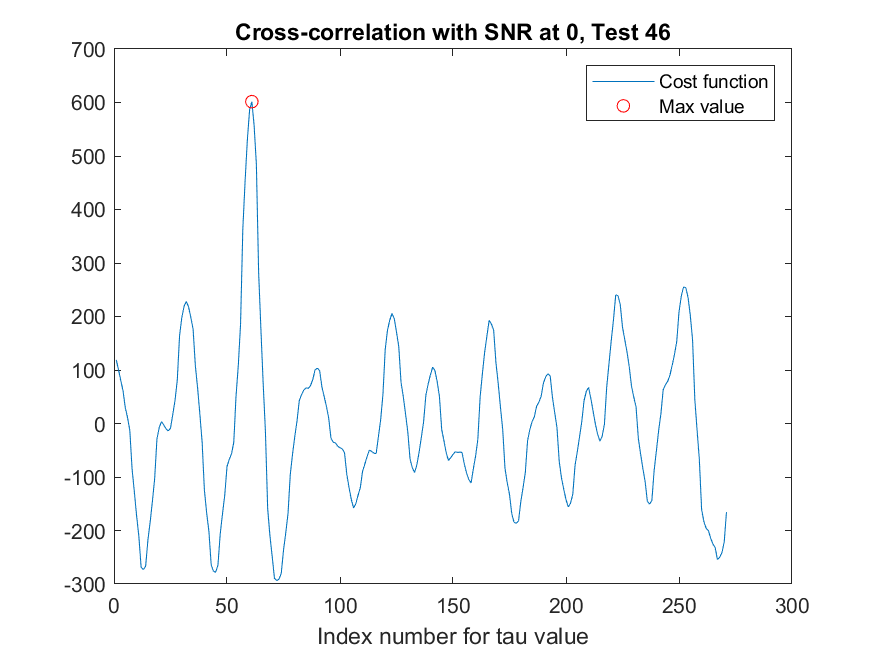 Cross-correlation with SNR at 0, Test 46
700
600
500
400
300
200
100
0
-100
-200
-300
Cost function
Max value
0 50 100 150 200 250 300
Index number for tau value